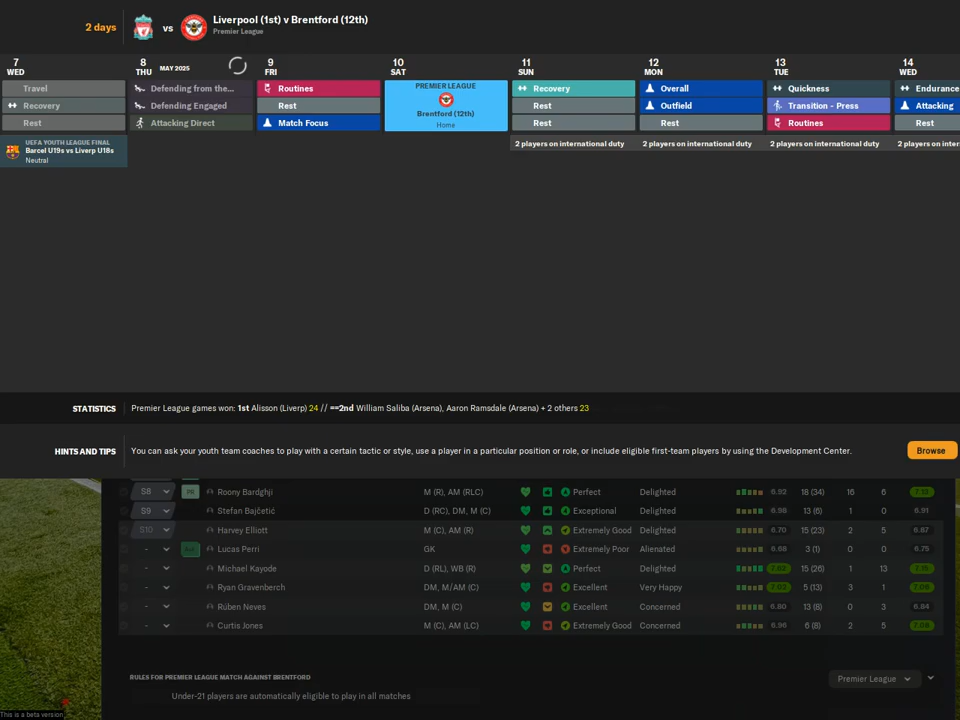 2 days
vs
Liverpool (1st) v Brentford (12th)
Premier League
7
WED
8
THU MAY 2025
9
FRI
10
SAT
11
SUN
12
MON
13
TUE
14
WED
Travel
Defending from the...
Routines
PREMIER LEAGUE
Recovery
Overall
Quickness
Endurance
Recovery
Defending Engaged
Rest
Brentford (12th)
Rest
Outfield
Transition - Press
Attacking
Rest
Attacking Direct
Match Focus
Home
Rest
Rest
Routines
Rest
UEFA YOUTH LEAGUE FINAL
Barcel U19s vs Liverp U18s
Neutral
2 players on international duty
2 players on international duty
2 players on international duty
2 players on inter
STATISTICS
Premier League games won: 1st Alisson (Liverp) 24 // ==2nd William Saliba (Arsena), Aaron Ramsdale (Arsena) + 2 others 23
HINTS AND TIPS
You can ask your youth team coaches to play with a certain tactic or style, use a player in a particular position or role, or include eligible first-team players by using the Development Center.
Browse
S8 PR Roony Bardghji M (R), AM (RLC) Perfect Delighted 6.92 18 (34) 16 6
S9 Stefan Bajčetić D (RC), DM, M (C) Exceptional Delighted 6.98 13 (6) 1 0 6.91
S10 Harvey Elliott M (C), AM (R) Extremely Good Delighted 6.70 23 2 5 6.87
- Lucas Perri GK Extremely Poor Alienated 6.68 3 (1) 0 0 6.75
- Michael Kayode D (RL), WB (R) Perfect Delighted 15 (26) 1 13
- Ryan Gravenberch DM, M/AM (C) Excellent Very Happy 5 (13) 3 1
- Rúben Neves DM, M (C) Excellent Concerned 6.80 13 (8) 0 3 6.84
- Curtis Jones M (C), AM (LC) Extremely Good Concerned 6.96 6 (8) 2 5
RULES FOR PREMIER LEAGUE MATCH AGAINST BRENTFORD
Premier League
Under-21 players are automatically eligible to play in all matches
This is a beta version